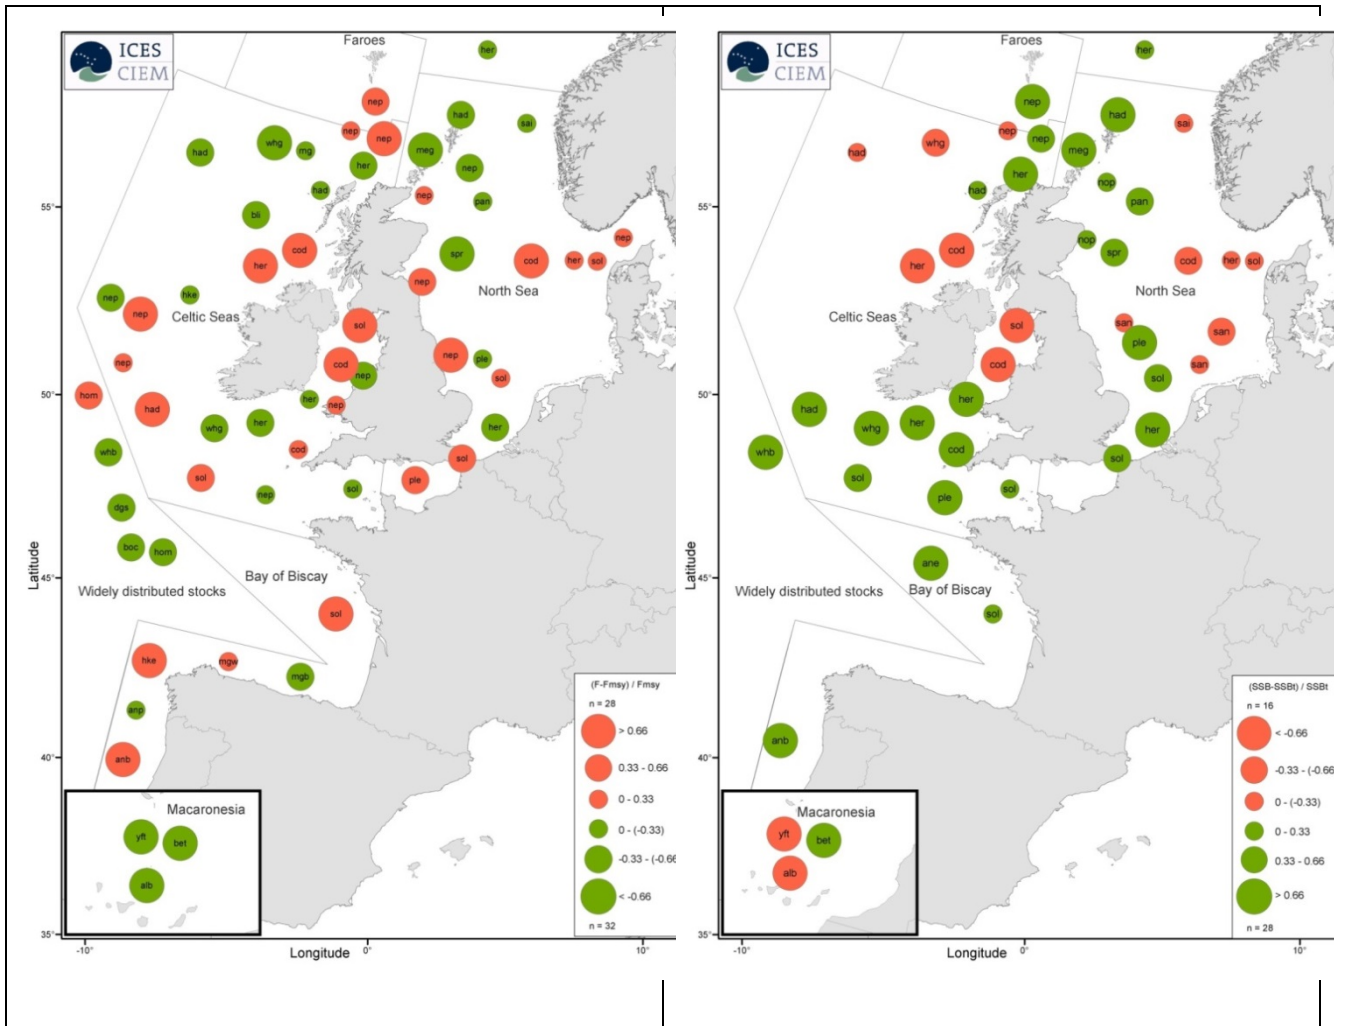 ICES
CIEM
Faroes
her
nep
had
sai
nep
nep
whg
mg
meg
had
her
nep
had
nep
pan
bli
cod
her
spr
cod
her
sol
nep
nep
hke
nep
nep
Celtic Seas
North Sea
sol
nep
ple
cod
nep
sol
nep
hom
had
her
nep
whg
her
her
cod
whb
sol
sol
ple
nep
sol
dgs
boc
hom
Bay of Biscay
Widely distributed stocks
sol
hke
mgw
mgb
anp
anb
Macaronesia
yft
bet
alb
(F-Fmsy) / Fmsy
n = 28
> 0.66
0.33 - 0.66
0 - 0.33
0 - (-0.33)
-0.33 - (-0.66
< -0.66
n = 32
55°
50°
45°
40°
35°
Latitude
-10°
0°
10°
Longitude
ICES
CIEM
Faroes
her
nep
had
sai
nep
nep
whg
had
meg
her
had
nop
pan
nop
spr
cod
her
cod
her
sol
Celtic Seas
North Sea
sol
san
san
ple
cod
san
sol
her
had
whg
her
her
cod
whb
sol
sol
ple
sol
ane
Bay of Biscay
Widely distributed stocks
sol
anb
Macaronesia
yft
bet
alb
(SSB-SSBt) / SSBt
n = 16
< -0.66
-0.33 - (-0.66
0 - (-0.33)
0 - 0.33
0.33 - 0.66
> 0.66
n = 28
55°
50°
45°
40°
35°
Latitude
-10°
0°
10°
Longitude